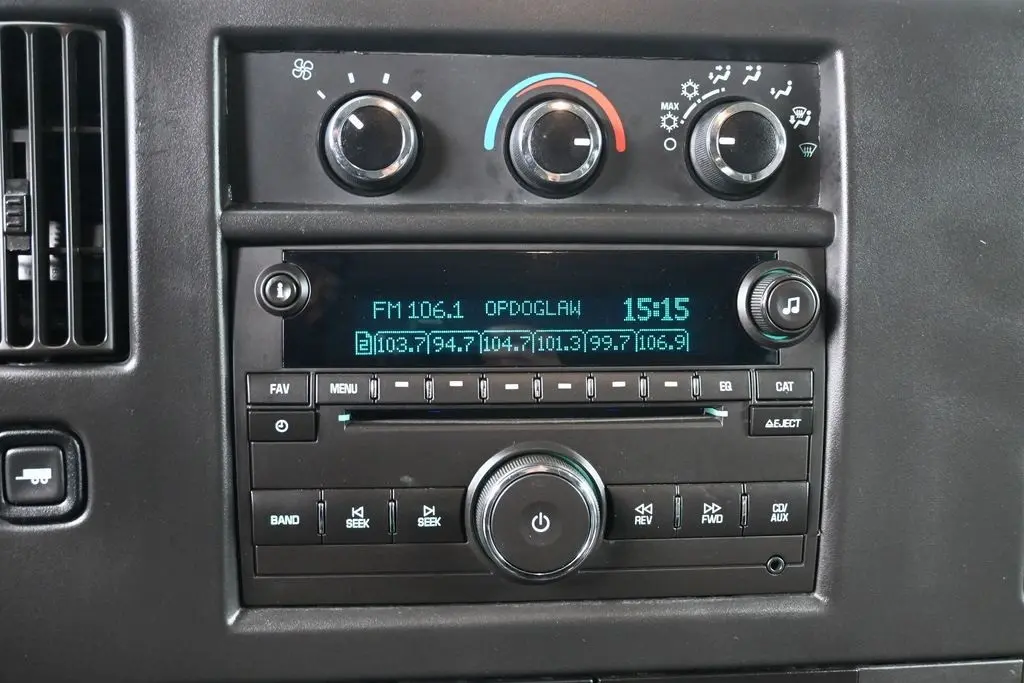 MAX
FM 106.1 OPDOGLAW 15:15
2 103.7 94.7 104.7 101.3 99.7 106.9
FAV MENU EQ CAT
EJECT
BAND SEEK SEEK REV FWD CD/AUX